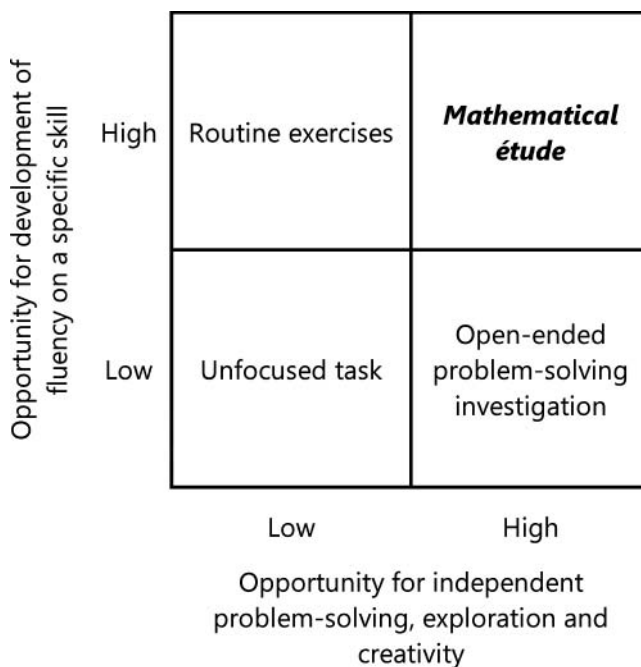 Opportunity for development of
fluency on a specific skill
High
Routine exercises
Mathematical
étude
Low
Unfocused task
Open-ended
problem-solving
investigation
Low
High
Opportunity for independent
problem-solving, exploration and
creativity